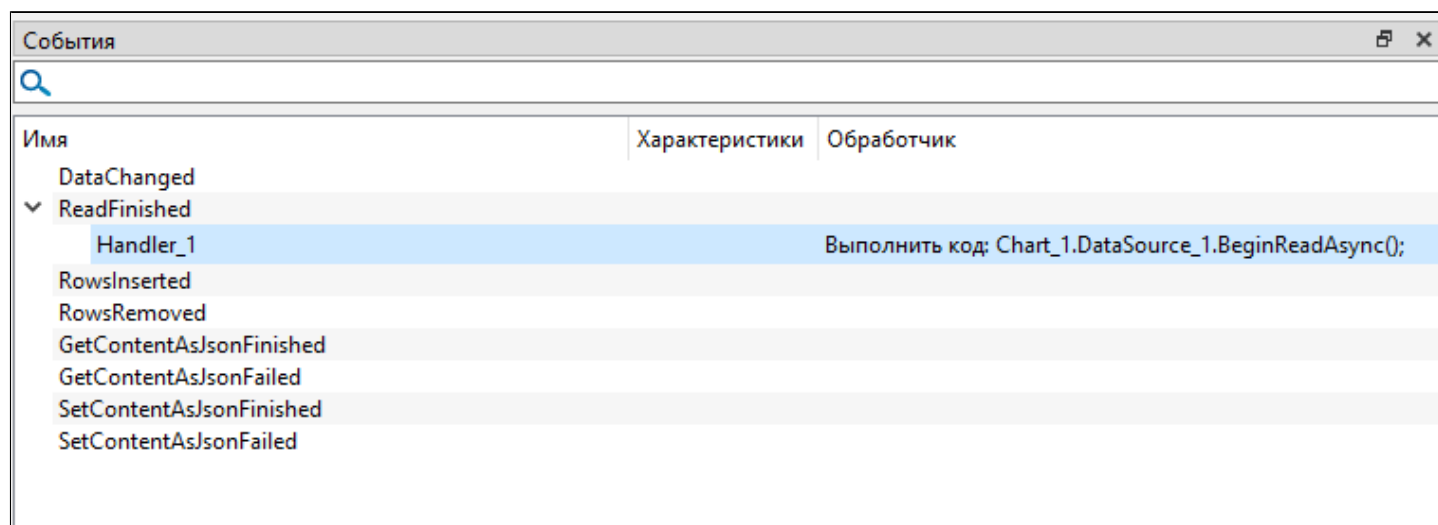 События
Имя Характеристики Обработчик
DataChanged
ReadFinished
Handler_1 Выполнить код: Chart_1.DataSource_1.BeginReadAsync();
RowsInserted
RowsRemoved
GetContentAsJsonFinished
GetContentAsJsonFailed
SetContentAsJsonFinished
SetContentAsJsonFailed